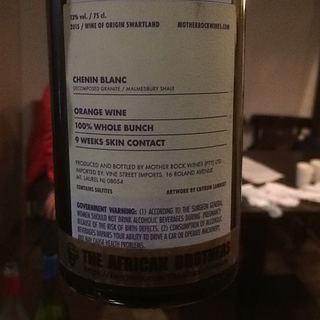 13% vol. / 75 cl.
2015 / WINE OF ORIGIN SWARTLAND
MOTHERROCKWINES.COM
CHENIN BLANC
DECOMPOSED GRANITE / MALMESBURY SHALE
ORANGE WINE
100% WHOLE BUNCH
9 WEEKS SKIN CONTACT
PRODUCED AND BOTTLED BY MOTHER ROCK WINES (PTY) LTD
IMPORTED BY: VINE STREET IMPORTS, 16 ROLAND AVENUE
MT. LAUREL NJ 08054
CONTAINS SULFITES
ARTWORK BY
GOVERNMENT WARNING: (1) ACCORDING TO THE SURGEON GENERAL
WOMEN SHOULD NOT DRINK ALCOHOLIC BEVERAGES DURING PREGNANCY
BECAUSE OF THE RISK OF BIRTH DEFECTS. (2) CONSUMPTION OF ALCOHOLIC
BEVERAGES IMPAIRS YOUR ABILITY TO DRIVE A CAR OR OPERATE MACHINERY,
AND MAY CAUSE HEALTH PROBLEMS.
THE AFRICAN BROTHERS